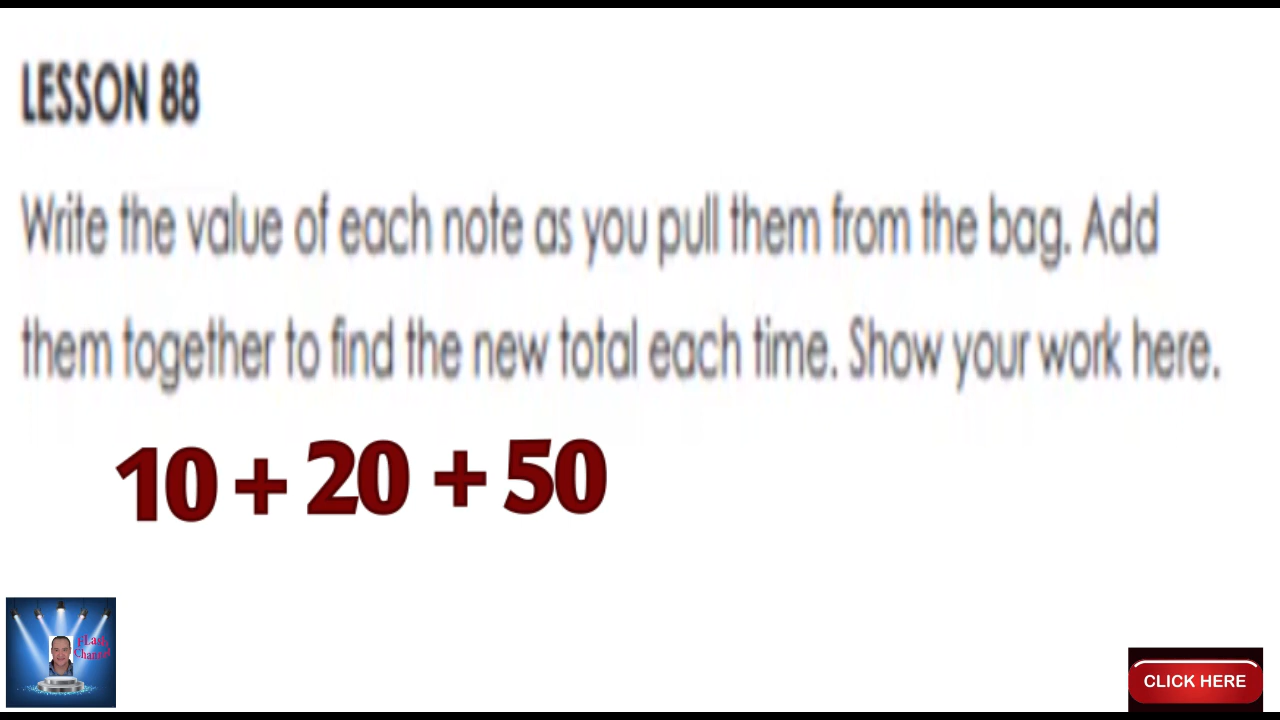 LESSON 88
Write the value of each note as you pull them from the bag. Add
them together to find the new total each time. Show your work here.
10 + 20 + 50
CLICK HERE